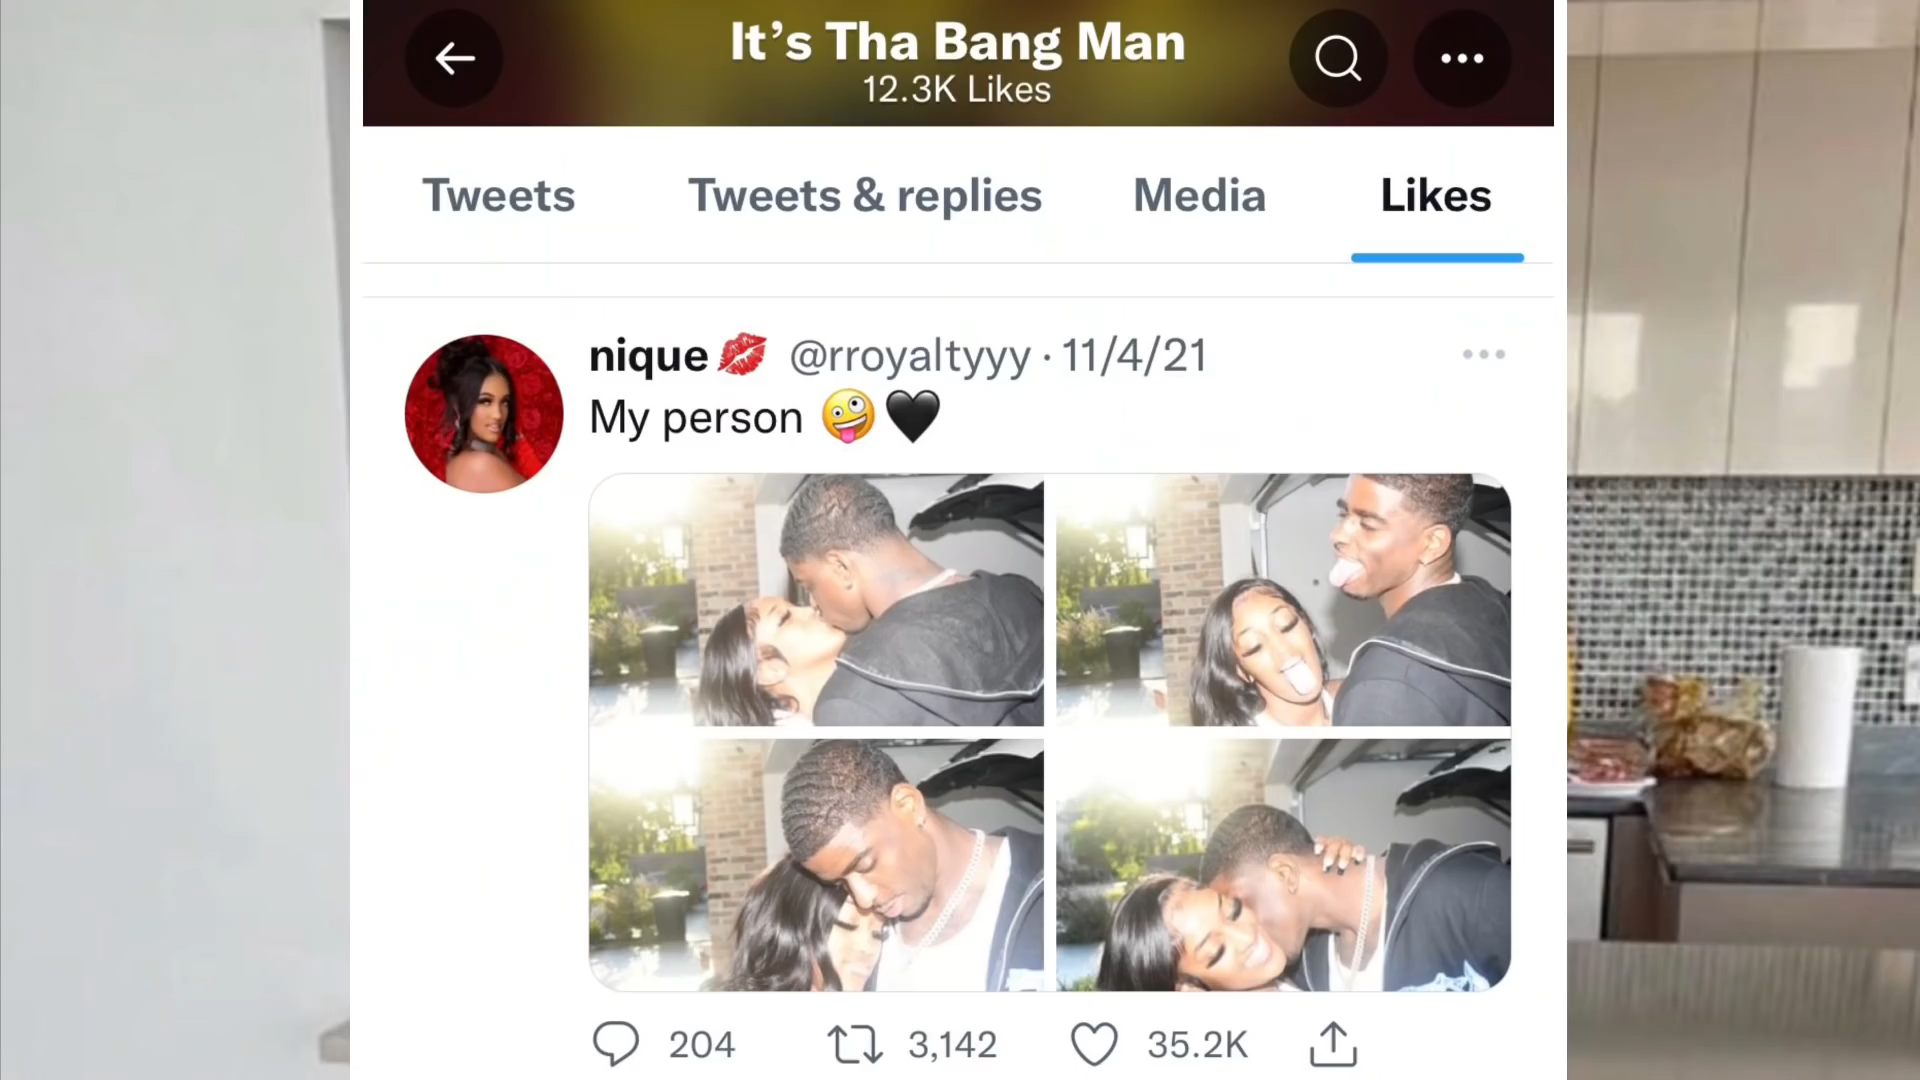 It’s Tha Bang Man
12.3K Likes
Tweets Tweets & replies Media Likes
nique💋 @rroyaltyyy · 11/4/21
My person 🤪🖤
204 3,142 35.2K